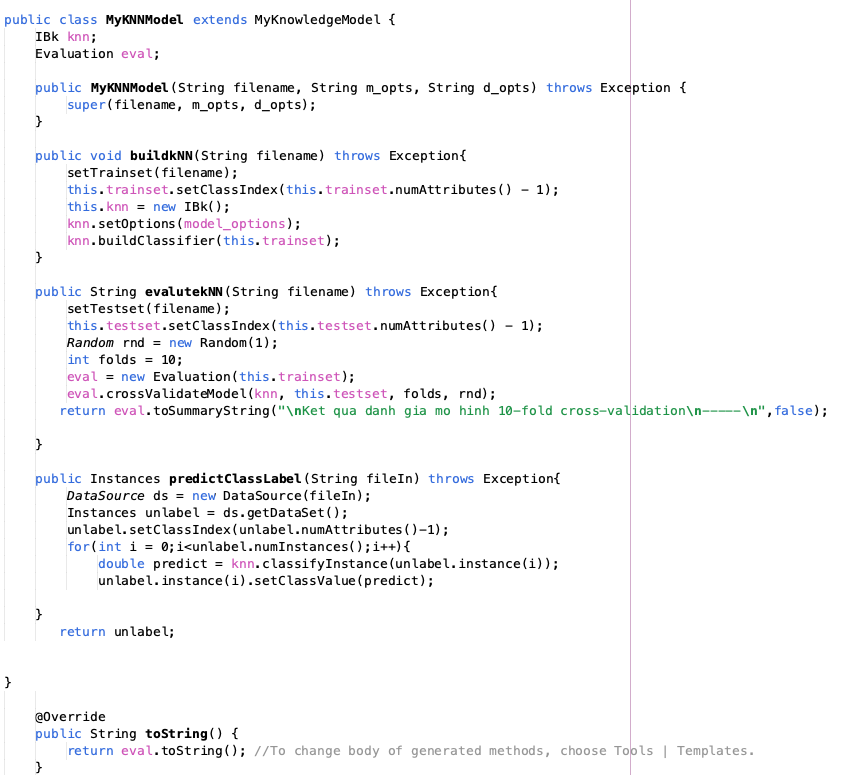 public class MyKNNModel extends MyKnowledgeModel {
    IBk knn;
    Evaluation eval;
    public MyKNNModel(String filename, String m_opts, String d_opts) throws Exception {
        super(filename, m_opts, d_opts);
    }
    public void buildkNN(String filename) throws Exception{
        setTrainset(filename);
        this.trainset.setClassIndex(this.trainset.numAttributes() - 1);
        this.knn = new IBk();
        knn.setOptions(model_options);
        knn.buildClassifier(this.trainset);
    }
    public String evalutekNN(String filename) throws Exception{
        setTestset(filename);
        this.testset.setClassIndex(this.testset.numAttributes() - 1);
        Random rnd = new Random(1);
        int folds = 10;
        eval = new Evaluation(this.trainset);
        eval.crossValidateModel(knn, this.testset, folds, rnd);
       return eval.toSummaryString("\nKet qua danh gia mo hinh 10-fold cross-validation\n-----\n",false);
    }
    public Instances predictClassLabel(String fileIn) throws Exception{
        DataSource ds = new DataSource(fileIn);
        Instances unlabel = ds.getDataSet();
        unlabel.setClassIndex(unlabel.numAttributes()-1);
        for(int i = 0;i<unlabel.numInstances();i++){
            double predict = knn.classifyInstance(unlabel.instance(i));
            unlabel.instance(i).setClassValue(predict);
    }
       return unlabel;
}
    @Override
    public String toString() {
        return eval.toString(); //To change body of generated methods, choose Tools | Templates.
    }